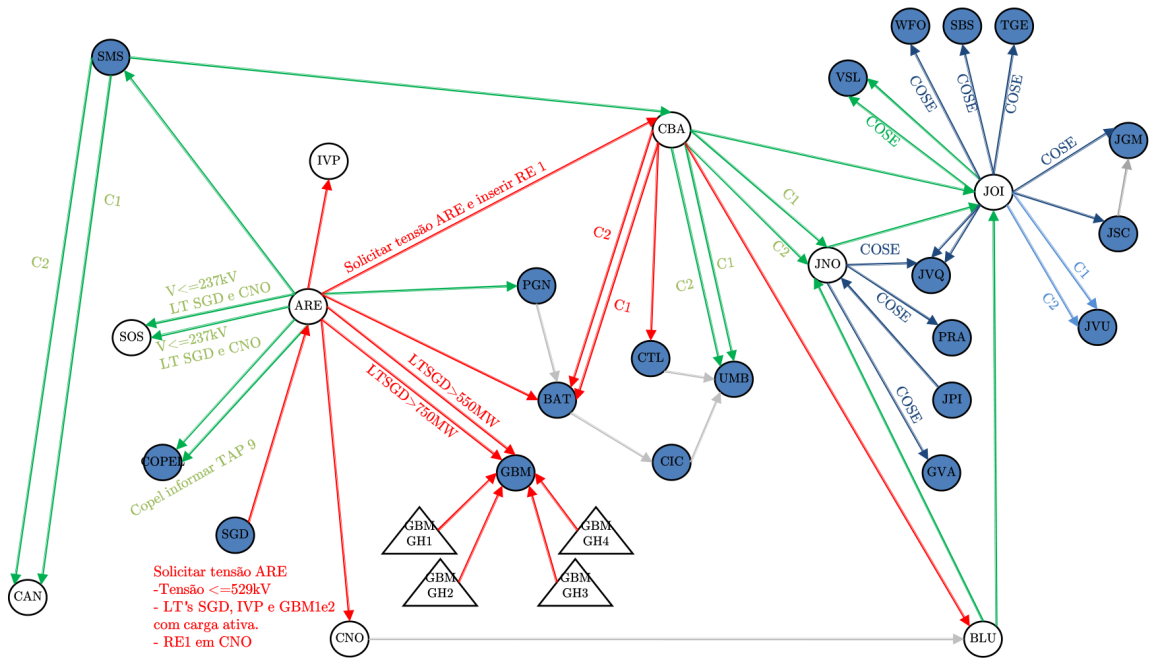 WFO
SBS
TGE
SMS
VSL
COSE
COSE
COSE
COSE
CBA
JGM
COSE
IVP
JOI
C1
Solicitar tensão ARE e inserir RE 1
C1
JSC
C2
C2
C2
COSE
JNO
C1
V<=237kV
LT SGD e CNO
C2
C1
JVQ
PGN
ARE
C2
COSE
SOS
V<=237kV
LT SGD e CNO
C1
JVU
PRA
CTL
UMB
LTSGD>550MW
LTSGD>750MW
BAT
JPI
COSE
COPEL
CIC
GBM
GVA
Copel informar TAP 9
SGD
GBM
GH1
GBM
GH4
GBM
GH2
GBM
GH3
Solicitar tensão ARE
-Tensão <=529kV
- LT's SGD, IVP e GBM1e2
com carga ativa.
- RE1 em CNO
CAN
CNO
BLU